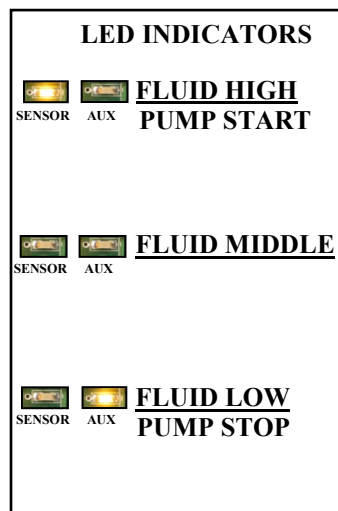 LED INDICATORS
FLUID HIGH
PUMP START
SENSOR AUX
FLUID MIDDLE
SENSOR AUX
FLUID LOW
PUMP STOP
SENSOR AUX